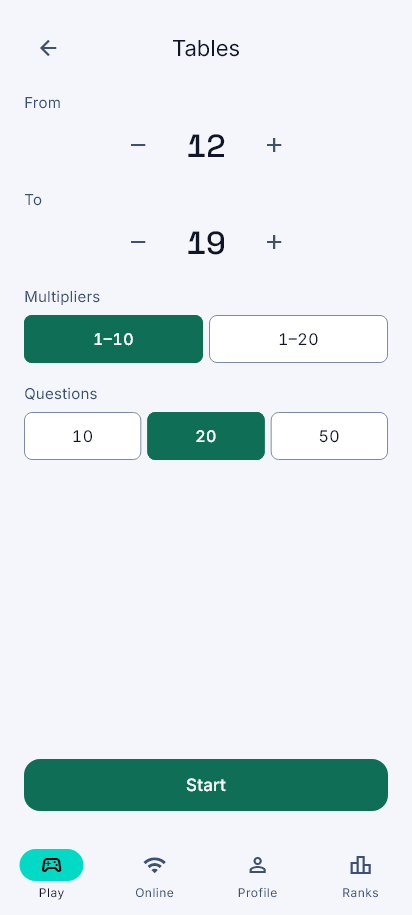 Tables
From
− 12 +
To
− 19 +
Multipliers
1–10 1–20
Questions
10 20 50
Start
Play Online Profile Ranks